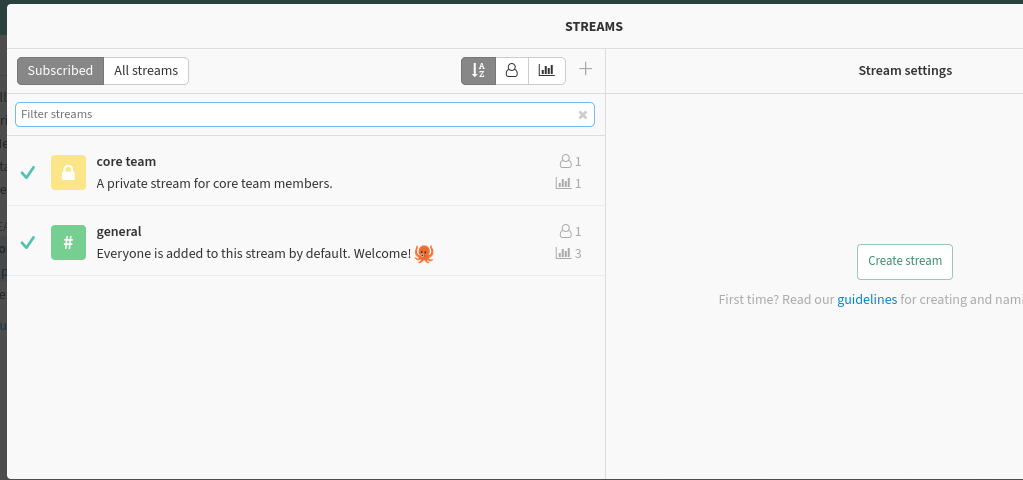 STREAMS
Subscribed All streams
Stream settings
Filter streams
core team 1
A private stream for core team members. 1
# general 1
Everyone is added to this stream by default. Welcome! 3
Create stream
First time? Read our guidelines for creating and nami